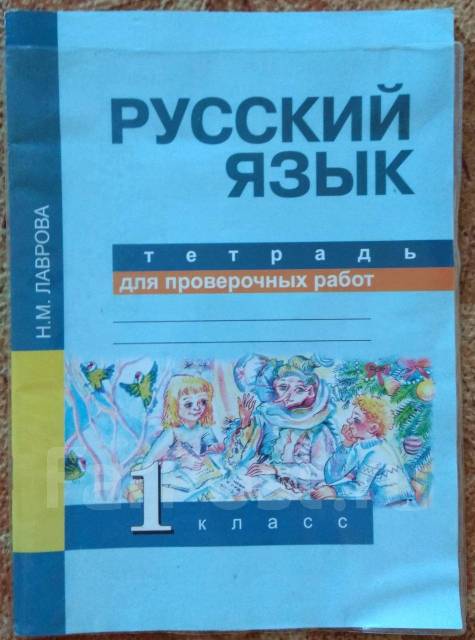 РУССКИЙ
ЯЗЫК
Н.М. ЛАВРОВА
тетрадь
для проверочных работ
1 класс